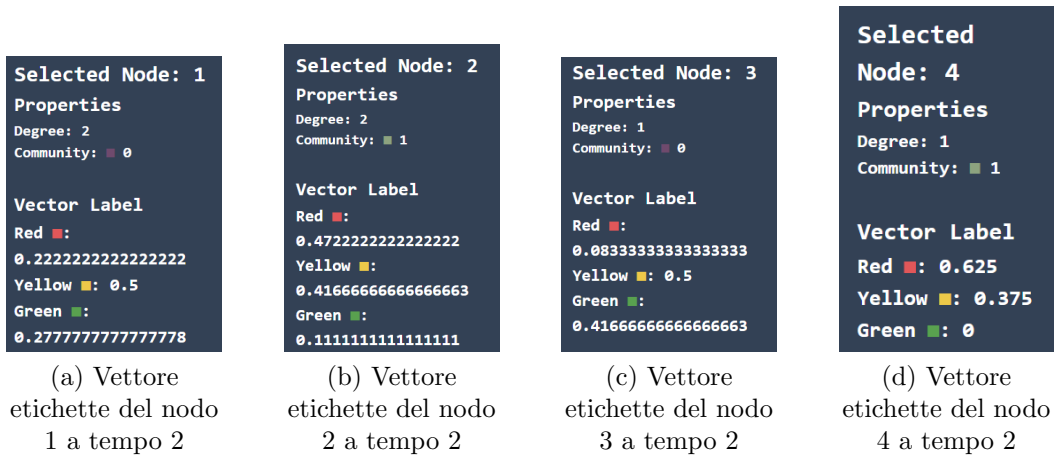 Selected Node: 1
Properties
Degree: 2
Community: 0
Vector Label
Red :
0.2222222222222222
Yellow : 0.5
Green :
0.2777777777777778
(a) Vettore
etichette del nodo
1 a tempo 2
Selected Node: 2
Properties
Degree: 2
Community: 1
Vector Label
Red :
0.4722222222222222
Yellow :
0.41666666666666663
Green :
0.1111111111111111
(b) Vettore
etichette del nodo
2 a tempo 2
Selected Node: 3
Properties
Degree: 1
Community: 0
Vector Label
Red :
0.08333333333333333
Yellow : 0.5
Green :
0.41666666666666663
(c) Vettore
etichette del nodo
3 a tempo 2
Selected
Node: 4
Properties
Degree: 1
Community: 1
Vector Label
Red : 0.625
Yellow : 0.375
Green : 0
(d) Vettore
etichette del nodo
4 a tempo 2